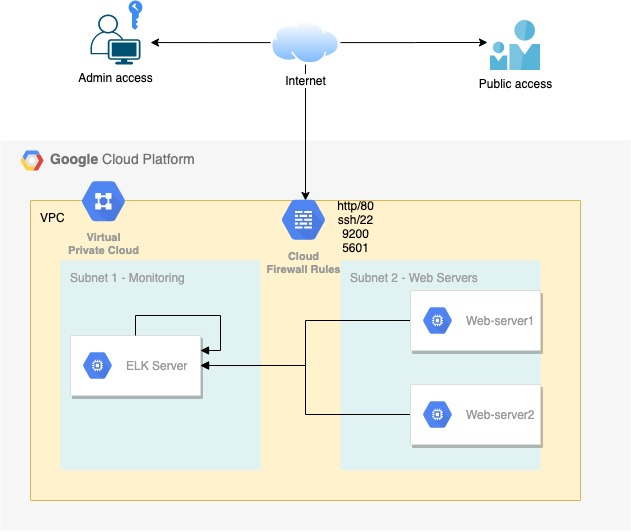 Admin access
Internet
Public access
Google Cloud Platform
VPC
Virtual
Private Cloud
http/80
ssh/22
9200
5601
Cloud
Firewall Rules
Subnet 1 - Monitoring
Subnet 2 - Web Servers
ELK Server
Web-server1
Web-server2